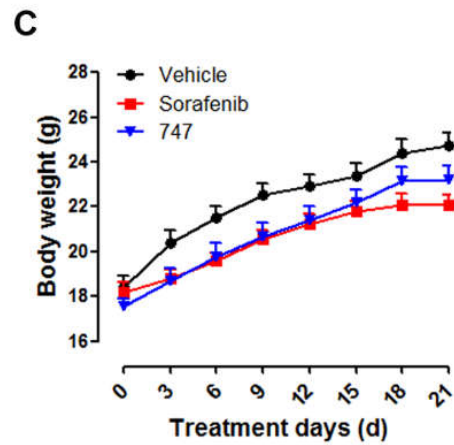 C
Vehicle
Sorafenib
747
Body weight (g)
28
26
24
22
20
18
16
0 3 6 9 12 15 18 21
Treatment days (d)